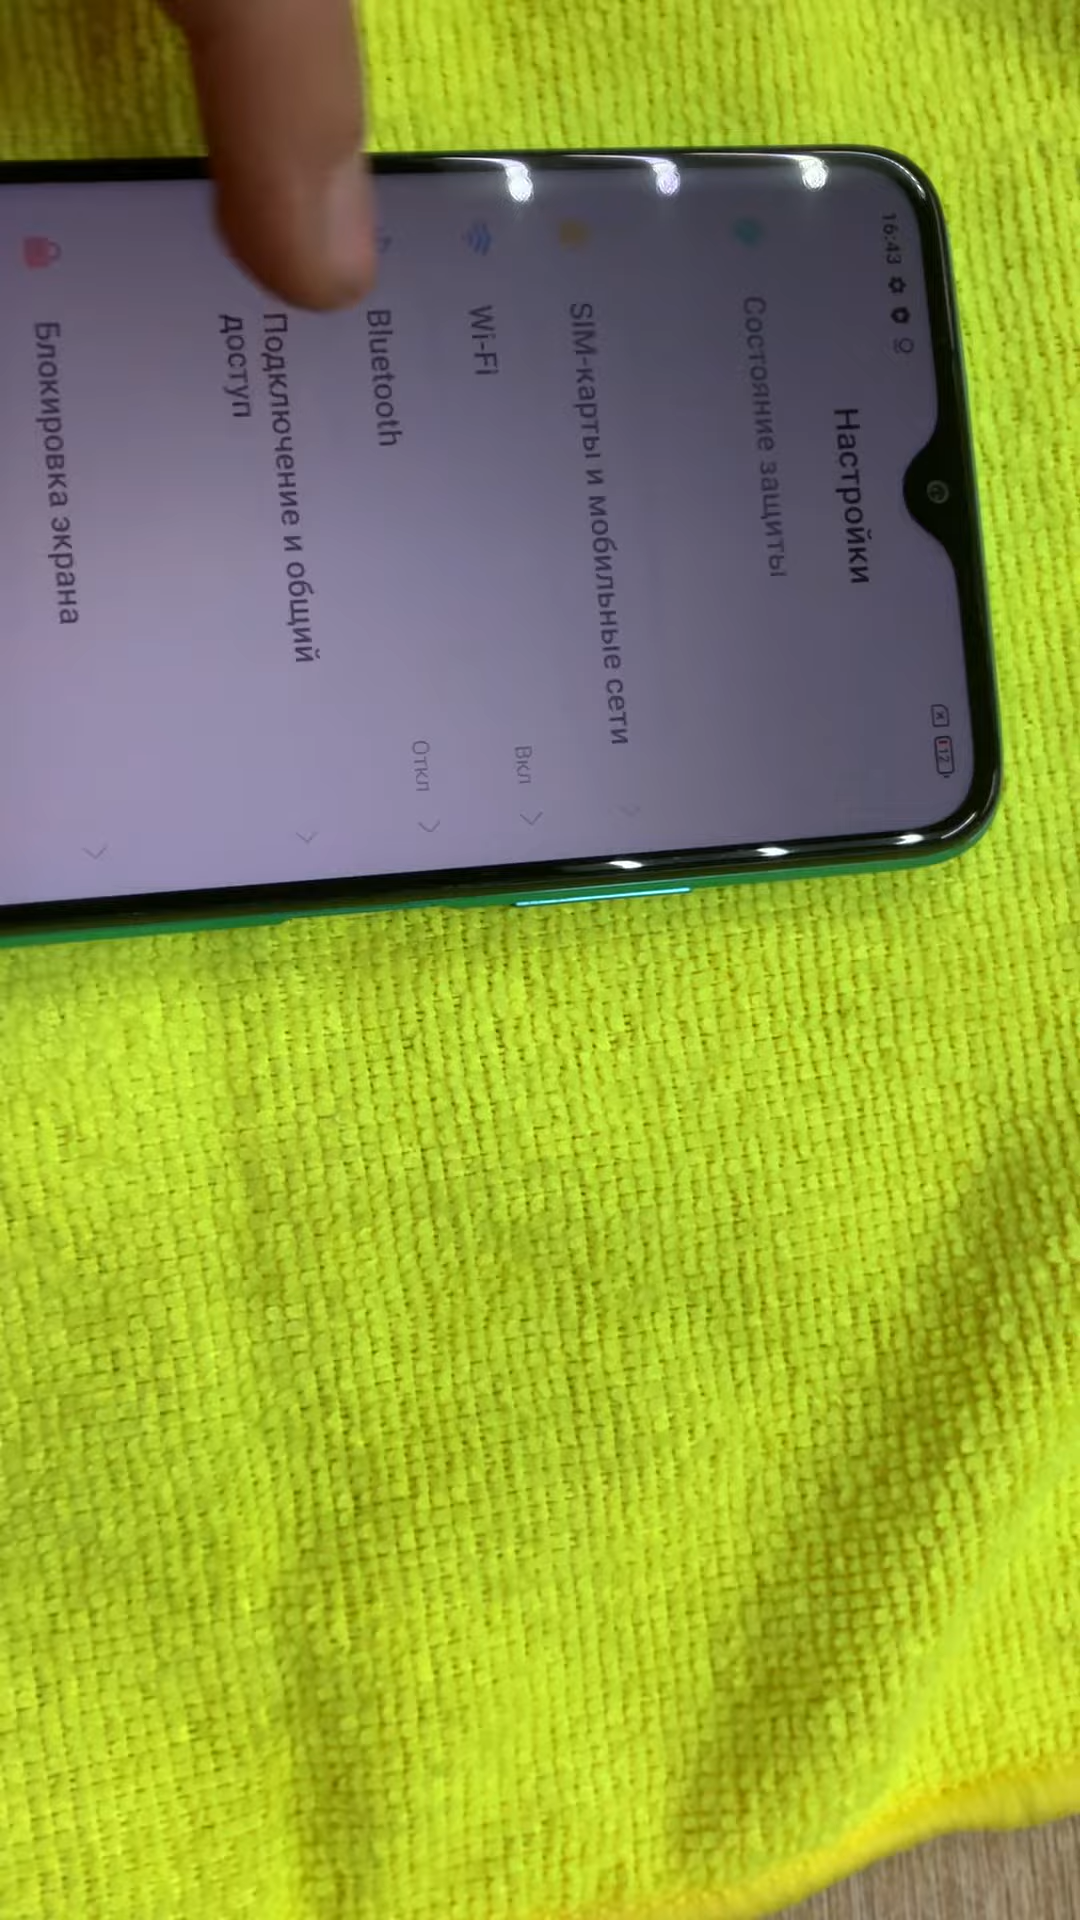 16:43
12
Настройки
Состояние защиты
SIM-карты и мобильные сети
Wi-Fi
Вкл
Bluetooth
Откл
Подключение и общий
доступ
Блокировка экрана